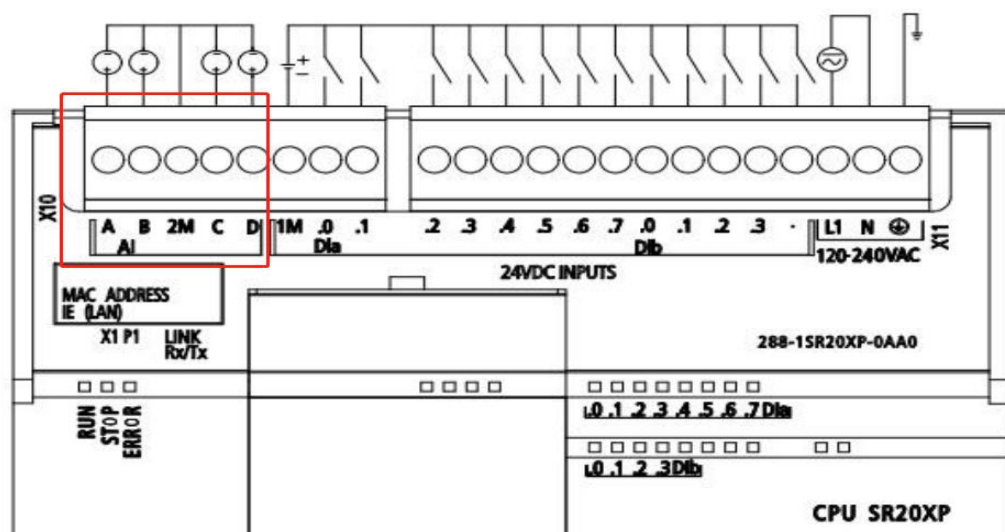 X10
A B 2M C D 1M .0 .1 .2 .3 .4 .5 .6 .7 .0 .1 .2 .3 . L1 N
AI DIa DIb 120-240VAC
X11
24VDC INPUTS
MAC ADDRESS
IE (LAN)
X1 P1 LINK
Rx/Tx
288-1SR20XP-0AA0
RUN
STOP
ERROR
.0 .1 .2 .3 .4 .5 .6 .7 DIa
.0 .1 .2 .3 DIb
CPU SR20XP